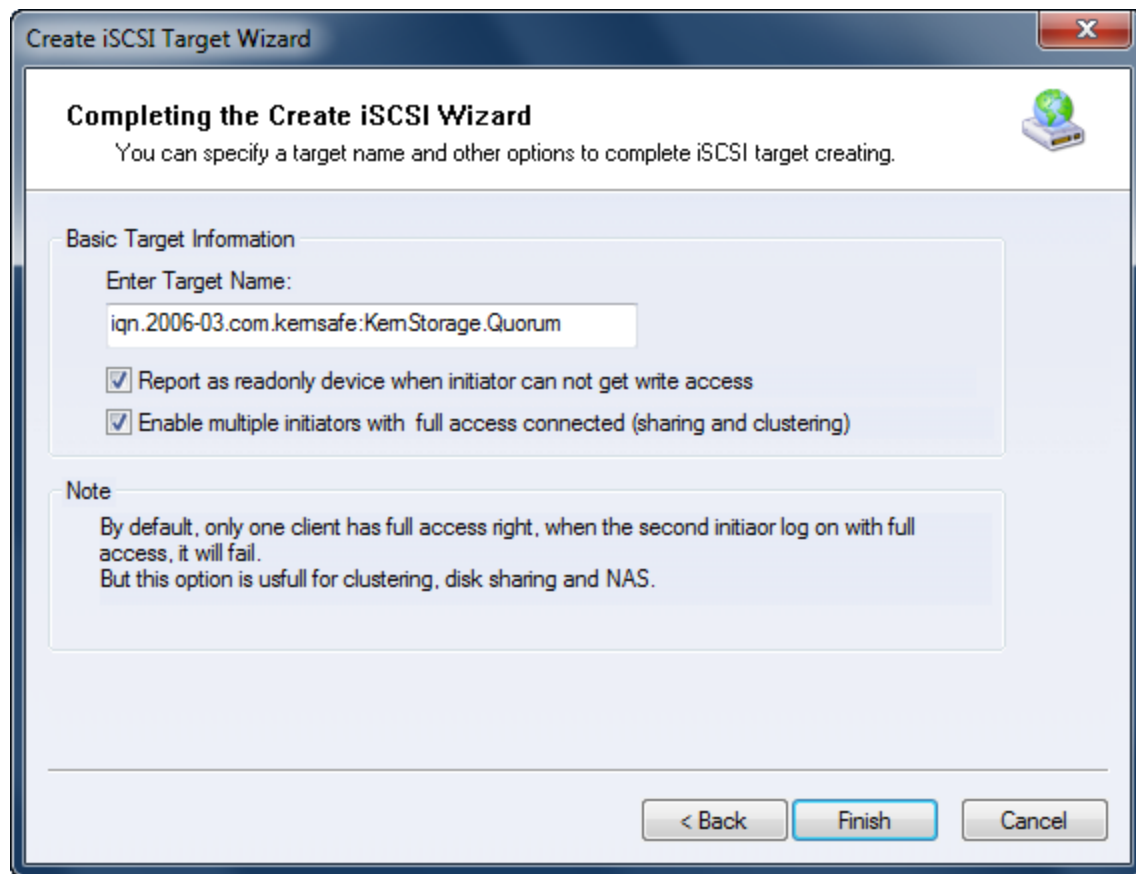 Create iSCSI Target Wizard
Completing the Create iSCSI Wizard
You can specify a target name and other options to complete iSCSI target creating.
Basic Target Information
Enter Target Name:
iqn.2006-03.com.kernsafe:KernStorage.Quorum
Report as readonly device when initiator can not get write access
Enable multiple initiators with full access connected (sharing and clustering)
Note
By default, only one client has full access right, when the second initiaor log on with full
access, it will fail.
But this option is usfull for clustering, disk sharing and NAS.
< Back
Finish
Cancel